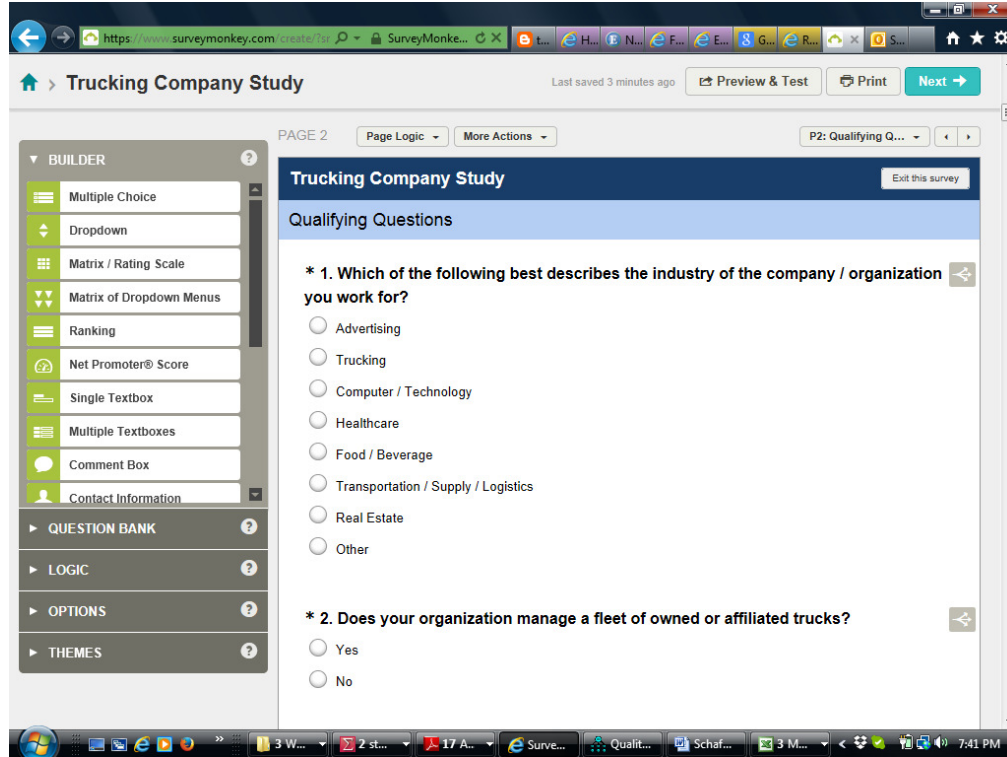 https://www.surveymonkey.com/create/?sr
SurveyMonke...
t...
H...
N...
F...
E...
G...
R...
S...
Trucking Company Study
Last saved 3 minutes ago
Preview & Test
Print
Next
PAGE 2
Page Logic
More Actions
P2: Qualifying Q...
BUILDER
Multiple Choice
Dropdown
Matrix / Rating Scale
Matrix of Dropdown Menus
Ranking
Net Promoter® Score
Single Textbox
Multiple Textboxes
Comment Box
Contact Information
QUESTION BANK
LOGIC
OPTIONS
THEMES
Trucking Company Study
Exit this survey
Qualifying Questions
* 1. Which of the following best describes the industry of the company / organization
you work for?
Advertising
Trucking
Computer / Technology
Healthcare
Food / Beverage
Transportation / Supply / Logistics
Real Estate
Other
* 2. Does your organization manage a fleet of owned or affiliated trucks?
Yes
No
3 W...
2 st...
17 A...
Surve...
Qualit...
Schaf...
3 M...
7:41 PM